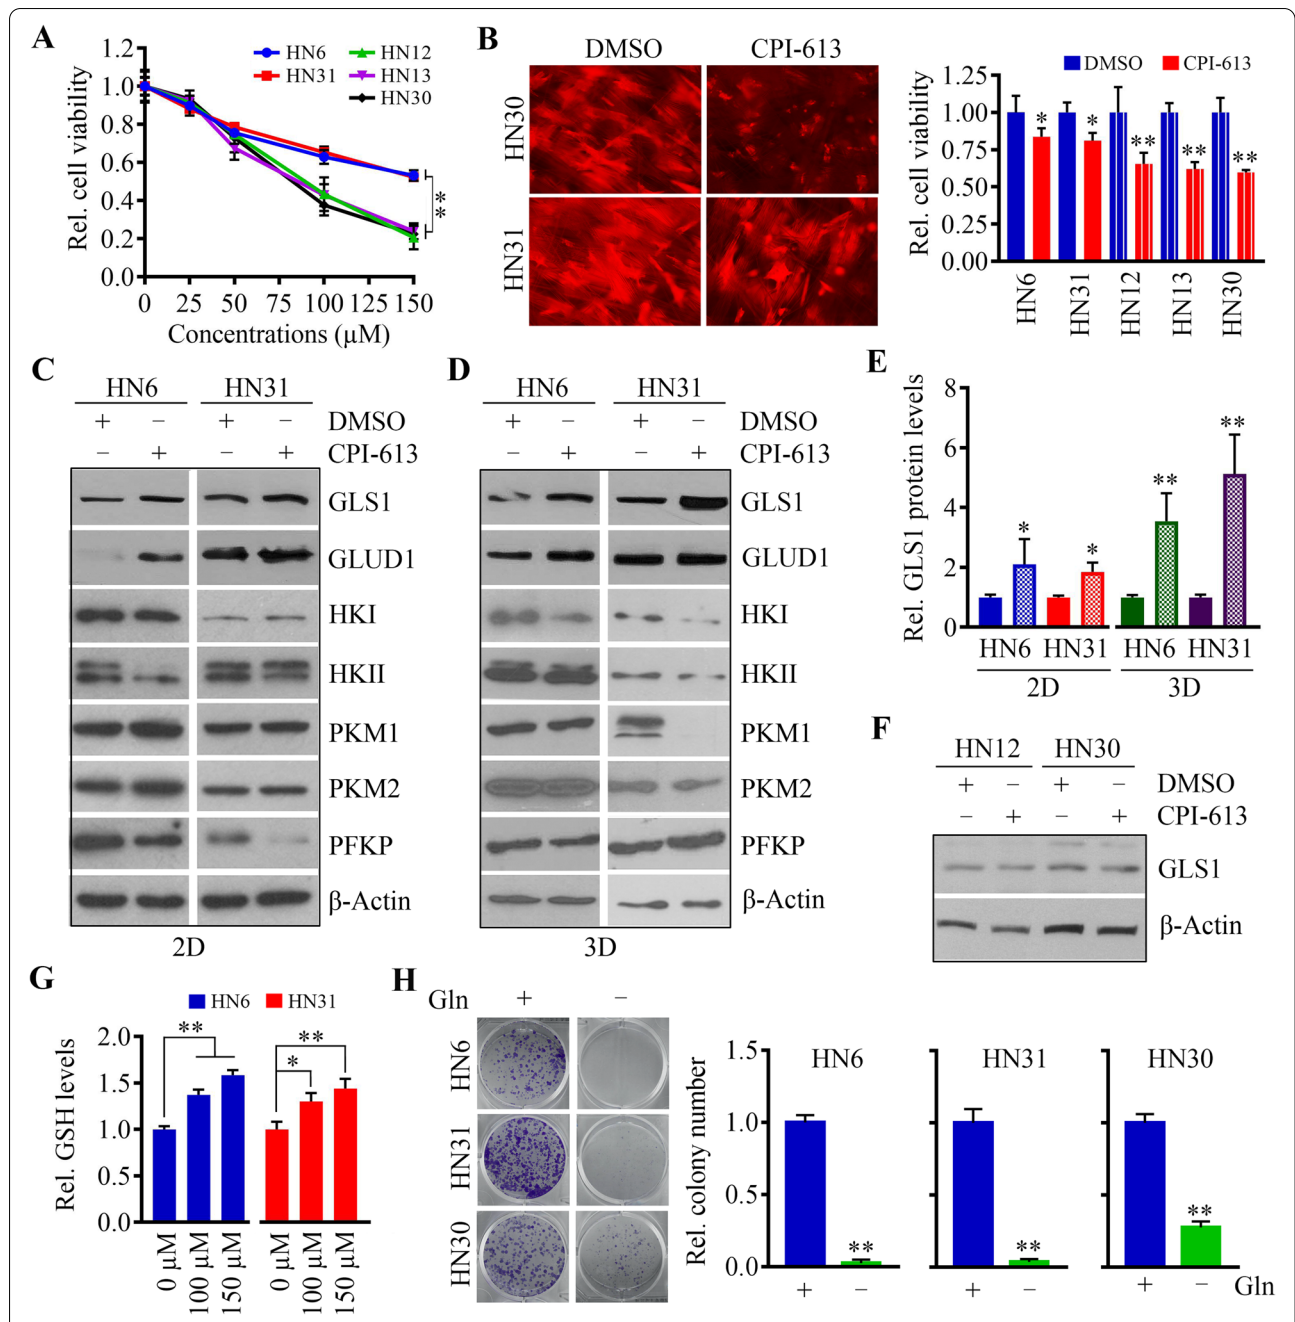 A
1.2
1.0
0.8
0.6
0.4
0.2
0.0
Rel. cell viability
HN6
HN31
HN12
HN13
HN30
**
0 25 50 75 100 125 150
Concentrations (µM)
B
DMSO CPI-613
HN30
HN31
DMSO CPI-613
1.25
1.00
0.75
0.50
0.25
0.00
Rel. cell viability
* * ** ** **
HN6 HN31 HN12 HN13 HN30
C
HN6 HN31
+ − + − DMSO
− + − + CPI-613
GLS1
GLUD1
HKI
HKII
PKM1
PKM2
PFKP
β-Actin
2D
D
HN6 HN31
+ − + − DMSO
− + − + CPI-613
GLS1
GLUD1
HKI
HKII
PKM1
PKM2
PFKP
β-Actin
3D
E
8
6
4
2
0
Rel. GLS1 protein levels
* * ** **
HN6 HN31 HN6 HN31
2D 3D
F
HN12 HN30
+ − + − DMSO
− + − + CPI-613
GLS1
β-Actin
G
HN6 HN31
2.0
1.5
1.0
0.5
0.0
Rel. GSH levels
** * **
0 µM 100 µM 150 µM 0 µM 100 µM 150 µM
H
Gln + −
HN6
HN31
HN30
1.5
1.0
0.5
0.0
Rel. colony number
HN6 HN31 HN30
** ** **
+ − + − + − Gln